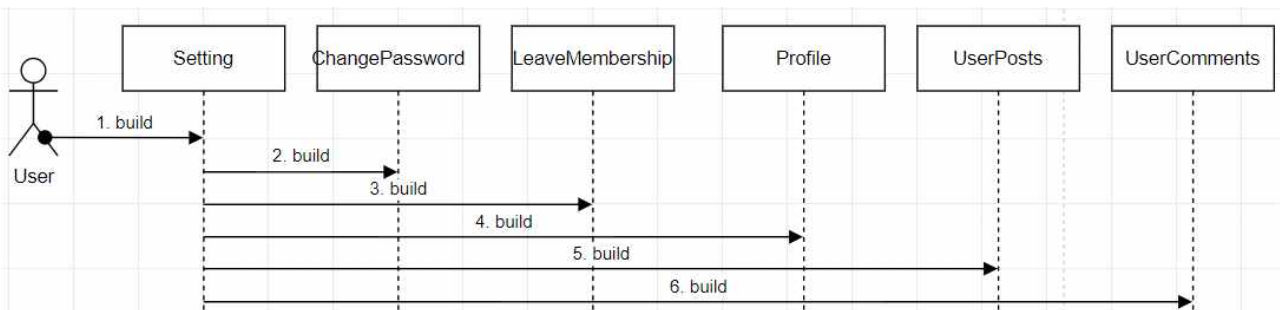 Setting
ChangePassword
LeaveMembership
Profile
UserPosts
UserComments
1. build
User
2. build
3. build
4. build
5. build
6. build